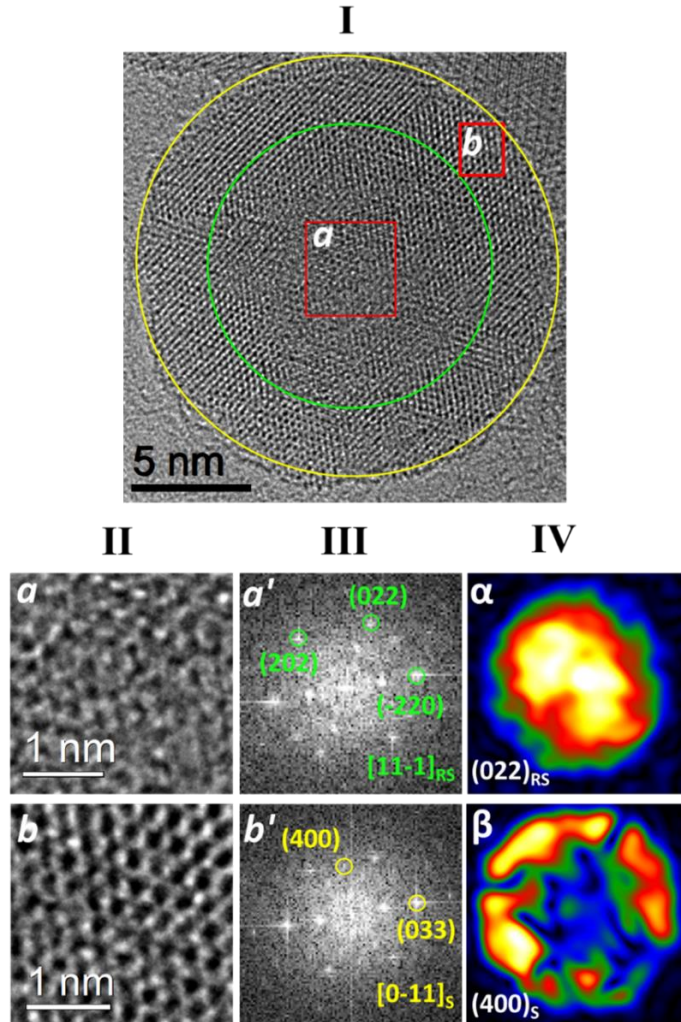 I
b
a
5 nm
II
III
IV
a
1 nm
a'
(022)
(202)
(-220)
[11-1]RS
α
(022)RS
b
1 nm
b'
(400)
(033)
[0-11]S
β
(400)S